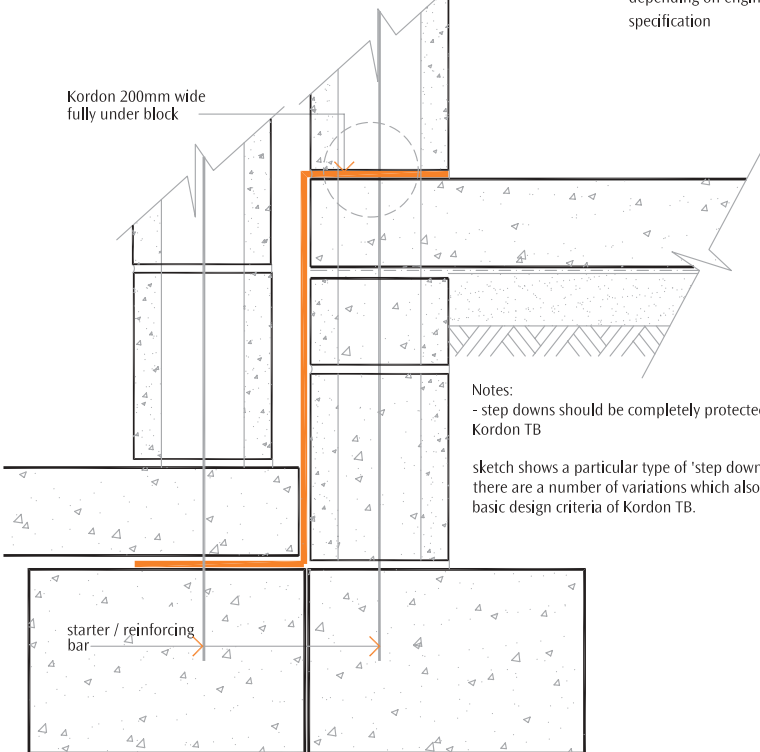 specification
Kordon 200mm wide
fully under block
Notes:
- step downs should be completely protected
Kordon TB
sketch shows a particular type of 'step down
there are a number of variations which also
basic design criteria of Kordon TB.
starter / reinforcing
bar